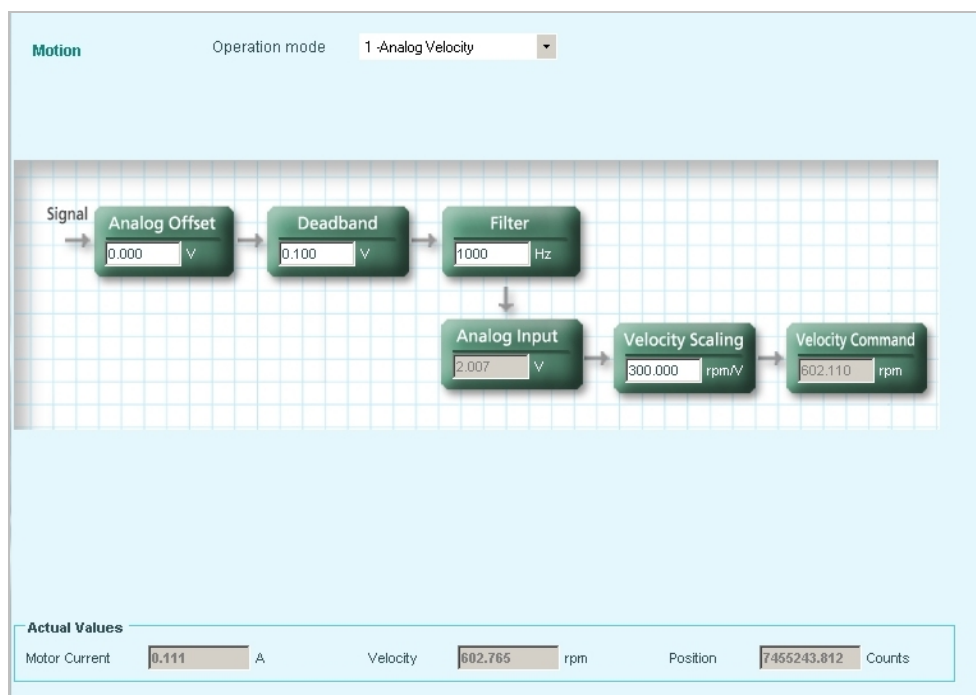 Motion
Operation mode 1 -Analog Velocity
Signal
Analog Offset
0.000 V
Deadband
0.100 V
Filter
1000 Hz
Analog Input
2.007 V
Velocity Scaling
300.000 rpm/V
Velocity Command
602.110 rpm
Actual Values
Motor Current 0.111 A Velocity 602.765 rpm Position 7455243.812 Counts